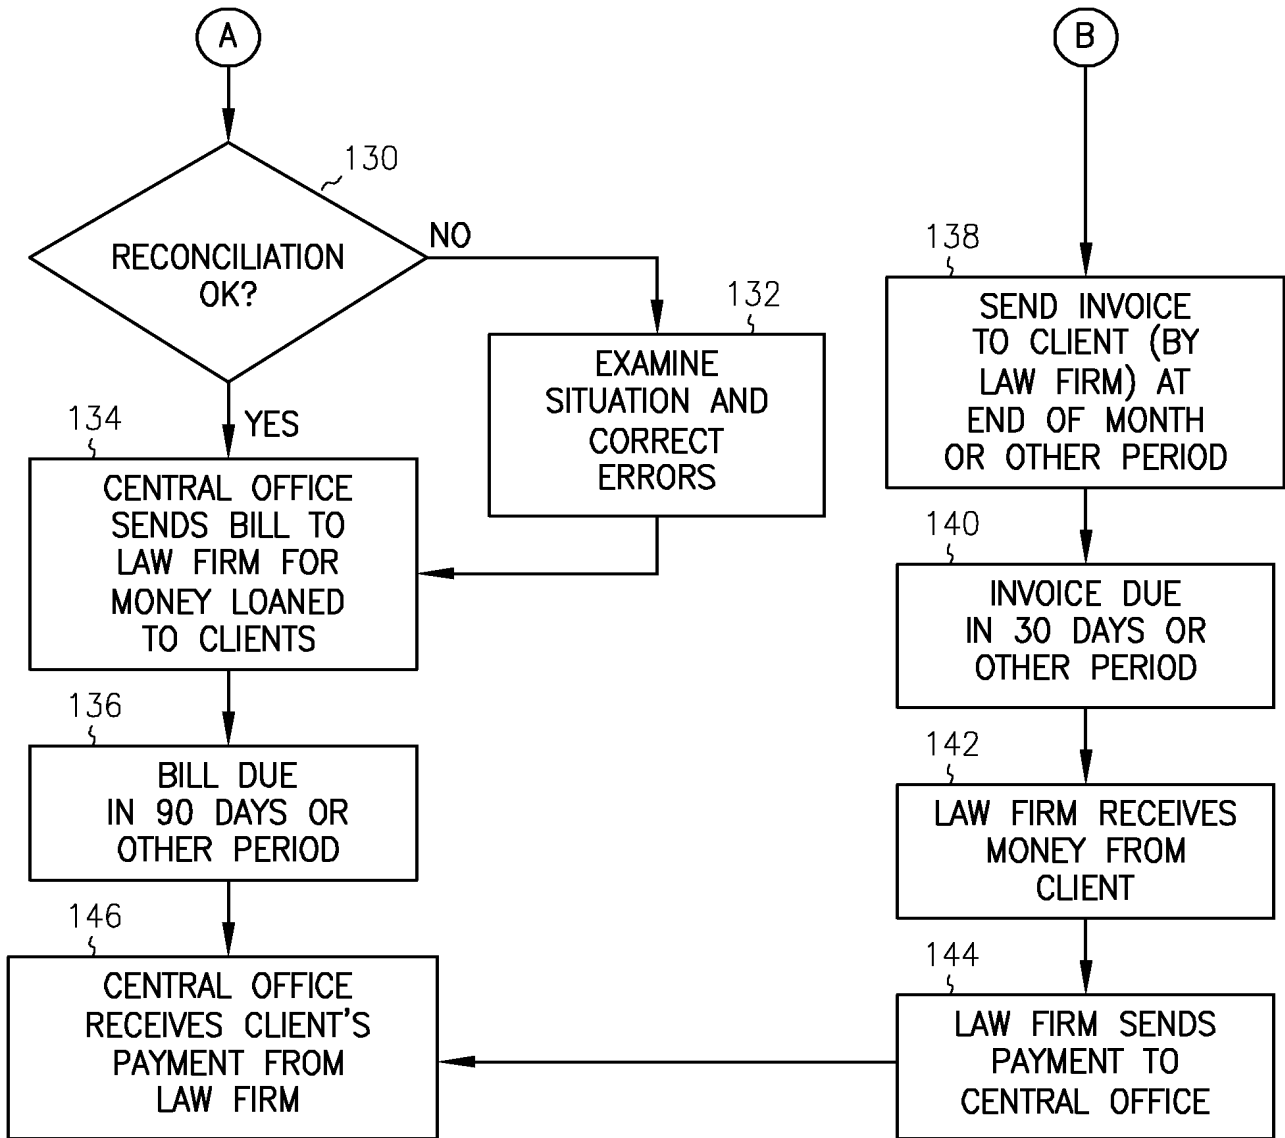 A
130
RECONCILIATION
OK?
NO
YES
132
EXAMINE
SITUATION AND
CORRECT
ERRORS
134
CENTRAL OFFICE
SENDS BILL TO
LAW FIRM FOR
MONEY LOANED
TO CLIENTS
136
BILL DUE
IN 90 DAYS OR
OTHER PERIOD
146
CENTRAL OFFICE
RECEIVES CLIENT'S
PAYMENT FROM
LAW FIRM
B
138
SEND INVOICE
TO CLIENT (BY
LAW FIRM) AT
END OF MONTH
OR OTHER PERIOD
140
INVOICE DUE
IN 30 DAYS OR
OTHER PERIOD
142
LAW FIRM RECEIVES
MONEY FROM
CLIENT
144
LAW FIRM SENDS
PAYMENT TO
CENTRAL OFFICE